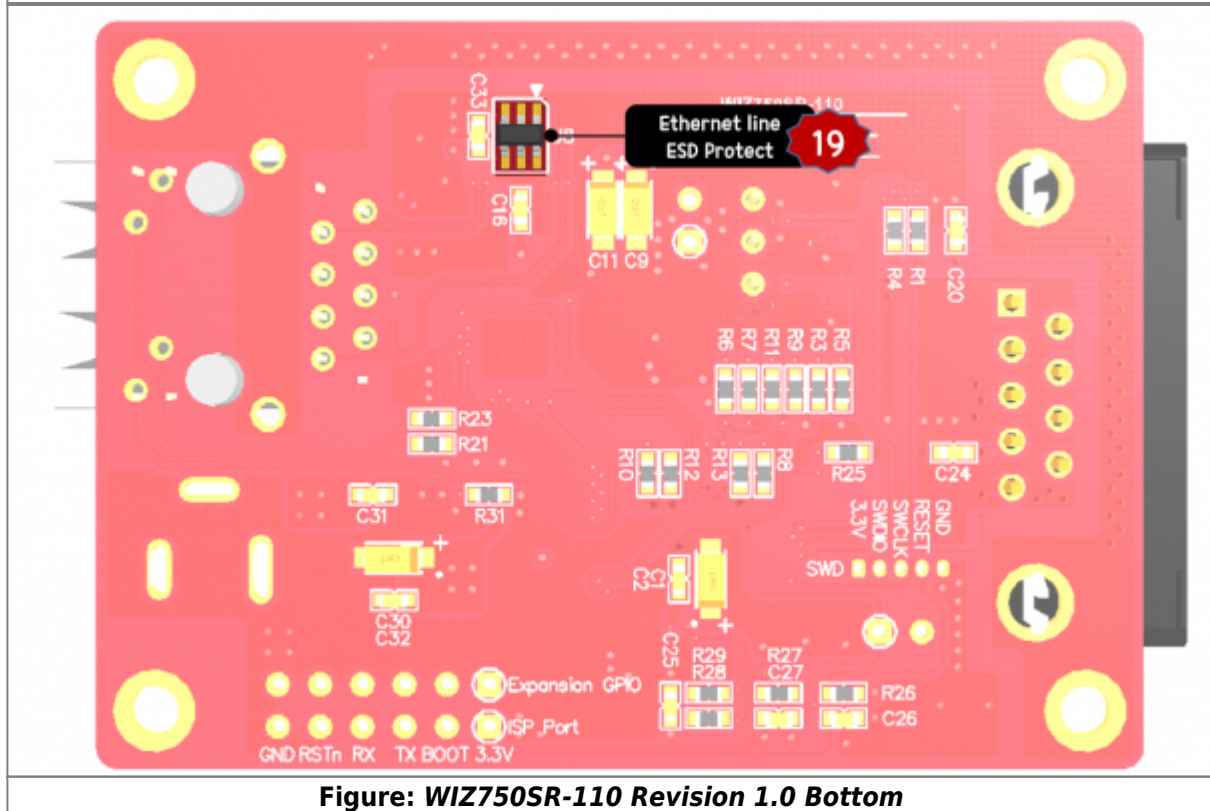 C33
WIZ750SR-110
Ethernet line
ESD Protect
19
+ +
C16
C11 C9
R4 R1 C20
R6 R7 R11 R9 R3 R5
R23
R21
R10 R12 R13 R8
R25 C24
C31 R31
3.3V SWDIO SWCLK RESET GND
SWD
+
C1
C2
C30
C32
+
C25
R29
R28
R27
C27
R26
C26
Expansion GPIO
ISP Port
GND RSTn RX TX BOOT 3.3V
Figure: WIZ750SR-110 Revision 1.0 Bottom